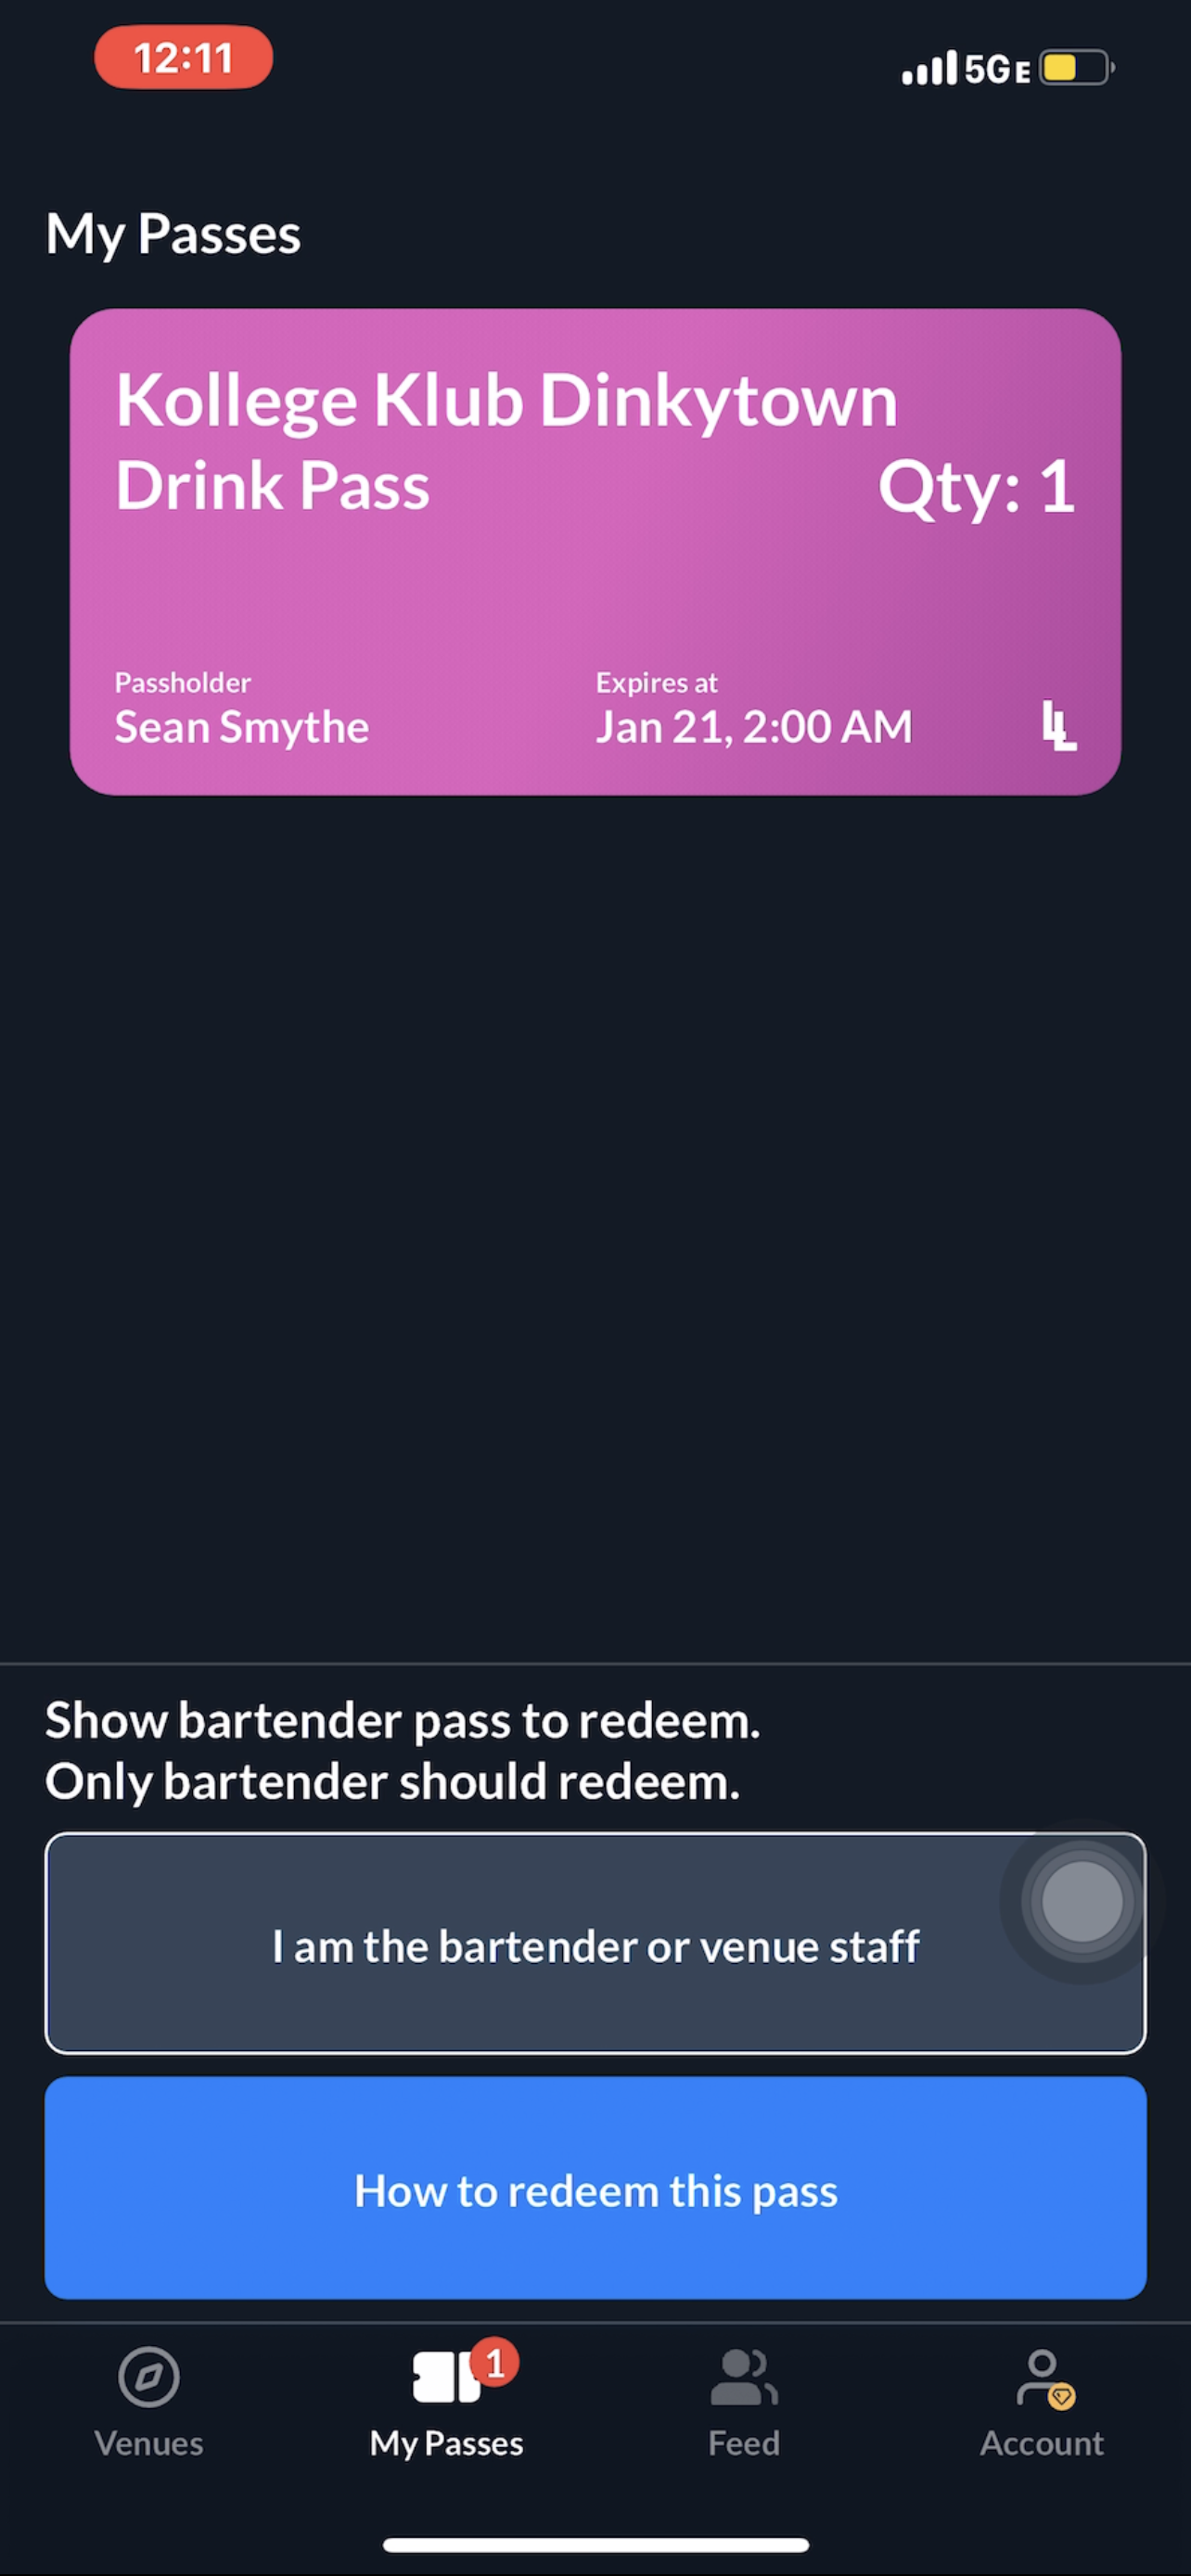 12:11
5GE
My Passes
Kollege Klub Dinkytown
Drink Pass
Qty: 1
Passholder
Expires at
Sean Smythe
Jan 21, 2:00 AM
LL
Show bartender pass to redeem.
Only bartender should redeem.
I am the bartender or venue staff
How to redeem this pass
1
Venues
My Passes
Feed
Account